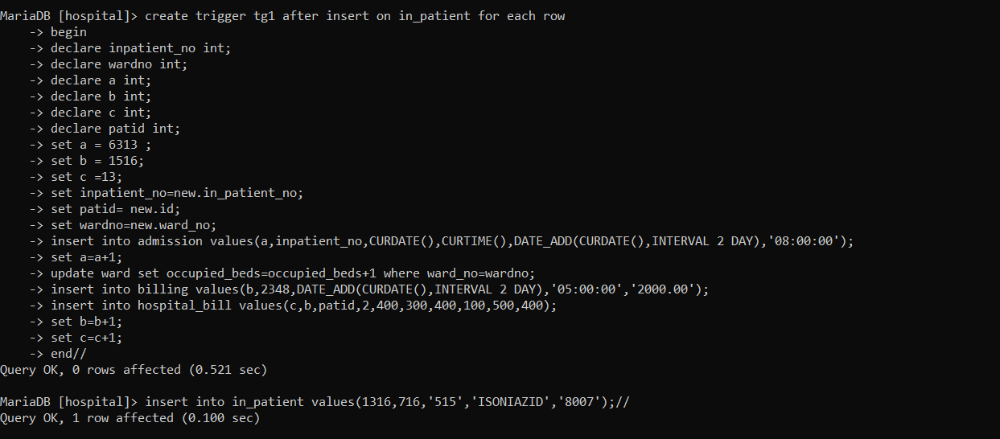 MariaDB [hospital]> create trigger tg1 after insert on in_patient for each row
    -> begin
    -> declare inpatient_no int;
    -> declare wardno int;
    -> declare a int;
    -> declare b int;
    -> declare c int;
    -> declare patid int;
    -> set a = 6313 ;
    -> set b = 1516;
    -> set c =13;
    -> set inpatient_no=new.in_patient_no;
    -> set patid= new.id;
    -> set wardno=new.ward_no;
    -> insert into admission values(a,inpatient_no,CURDATE(),CURTIME(),DATE_ADD(CURDATE(),INTERVAL 2 DAY),'08:00:00');
    -> set a=a+1;
    -> update ward set occupied_beds=occupied_beds+1 where ward_no=wardno;
    -> insert into billing values(b,2348,DATE_ADD(CURDATE(),INTERVAL 2 DAY),'05:00:00','2000.00');
    -> insert into hospital_bill values(c,b,patid,2,400,300,400,100,500,400);
    -> set b=b+1;
    -> set c=c+1;
    -> end//
Query OK, 0 rows affected (0.521 sec)

MariaDB [hospital]> insert into in_patient values(1316,716,'515','ISONIAZID','8007');//
Query OK, 1 row affected (0.100 sec)